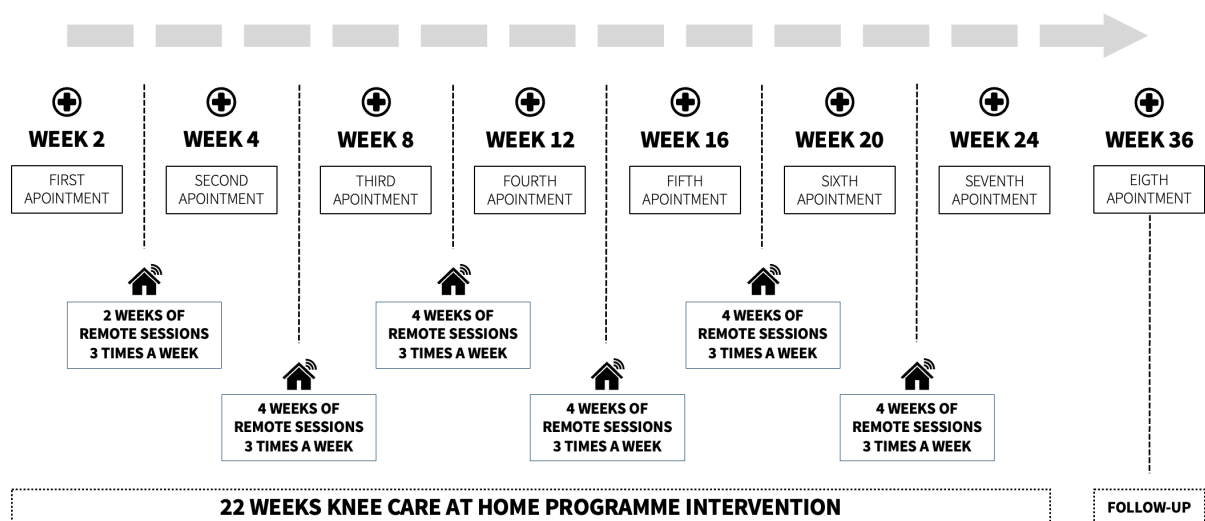 WEEK 2
FIRST
APOINTMENT
WEEK 4
SECOND
APOINTMENT
WEEK 8
THIRD
APOINTMENT
WEEK 12
FOURTH
APOINTMENT
WEEK 16
FIFTH
APOINTMENT
WEEK 20
SIXTH
APOINTMENT
WEEK 24
SEVENTH
APOINTMENT
WEEK 36
EIGTH
APOINTMENT
2 WEEKS OF
REMOTE SESSIONS
3 TIMES A WEEK
4 WEEKS OF
REMOTE SESSIONS
3 TIMES A WEEK
4 WEEKS OF
REMOTE SESSIONS
3 TIMES A WEEK
4 WEEKS OF
REMOTE SESSIONS
3 TIMES A WEEK
4 WEEKS OF
REMOTE SESSIONS
3 TIMES A WEEK
4 WEEKS OF
REMOTE SESSIONS
3 TIMES A WEEK
22 WEEKS KNEE CARE AT HOME PROGRAMME INTERVENTION
FOLLOW-UP